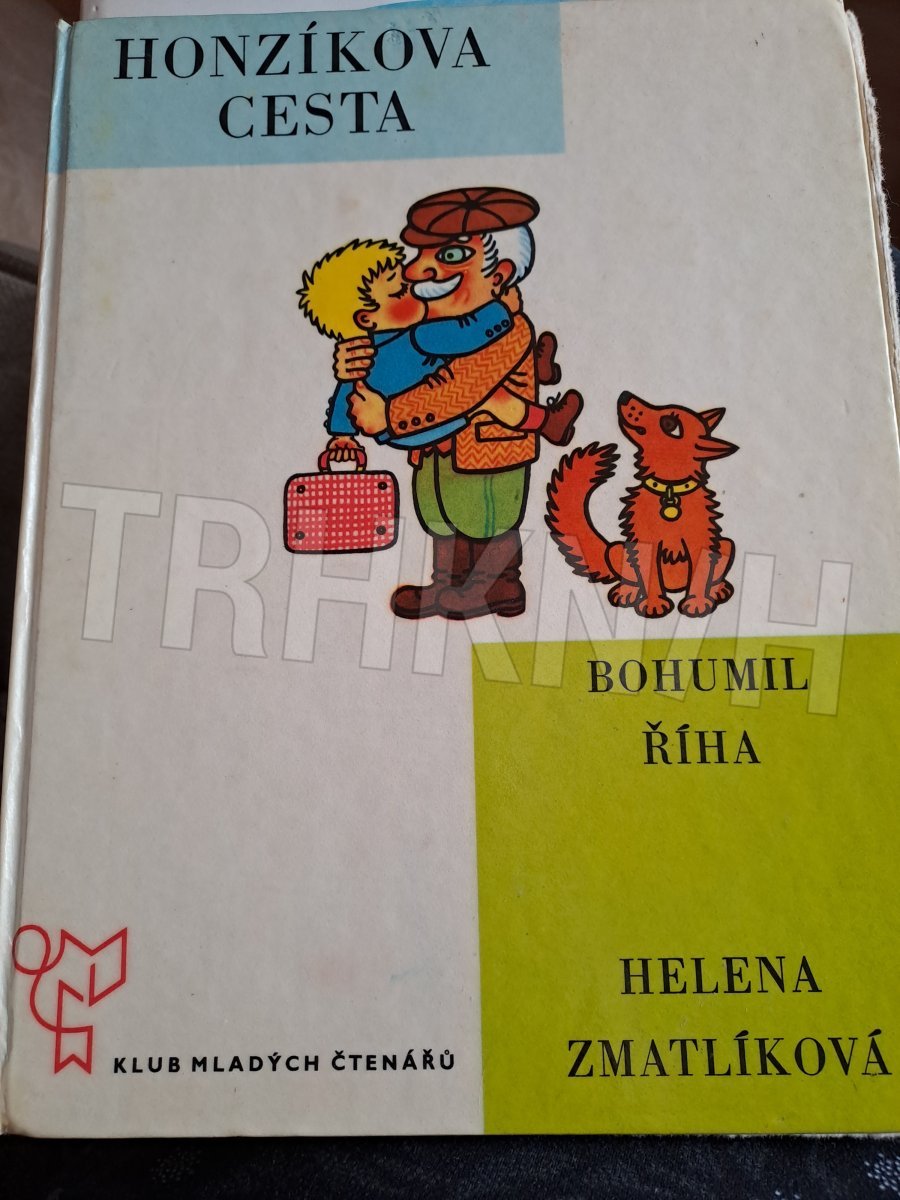 HONZÍKOVA
CESTA
TRHKNIH
BOHUMIL
ŘÍHA
HELENA
ZMATLÍKOVÁ
KLUB MLADÝCH ČTENÁŘŮ